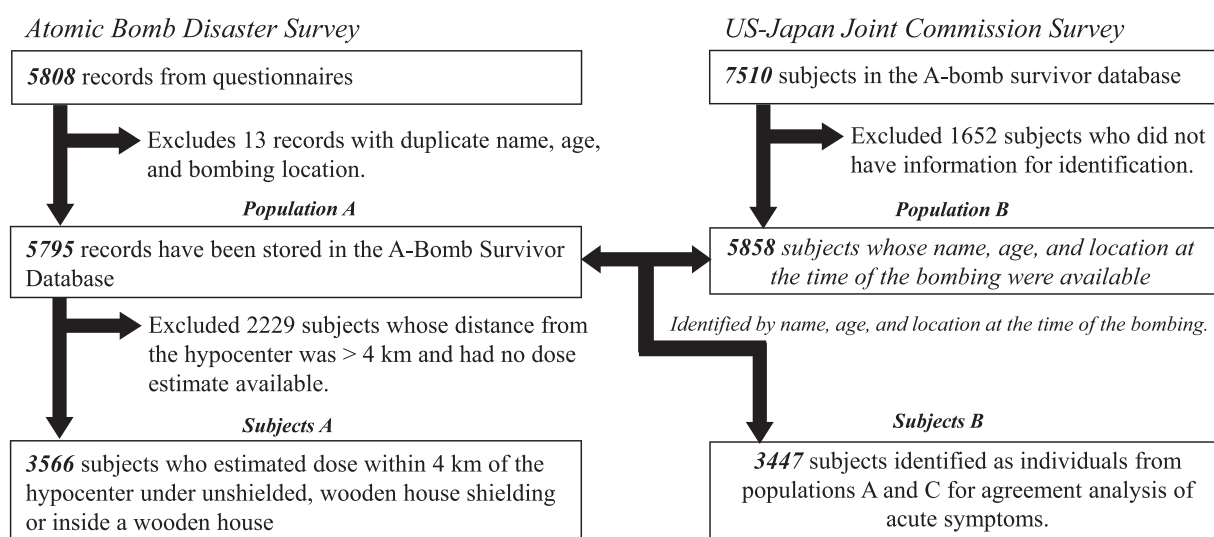 Atomic Bomb Disaster Survey
5808 records from questionnaires
Excludes 13 records with duplicate name, age,
and bombing location.
Population A
5795 records have been stored in the A-Bomb Survivor
Database
Excluded 2229 subjects whose distance from
the hypocenter was > 4 km and had no dose
estimate available.
Subjects A
3566 subjects who estimated dose within 4 km of the
hypocenter under unshielded, wooden house shielding
or inside a wooden house
US-Japan Joint Commission Survey
7510 subjects in the A-bomb survivor database
Excluded 1652 subjects who did not
have information for identification.
Population B
5858 subjects whose name, age, and location at
the time of the bombing were available
Identified by name, age, and location at the time of the bombing.
Subjects B
3447 subjects identified as individuals from
populations A and C for agreement analysis of
acute symptoms.